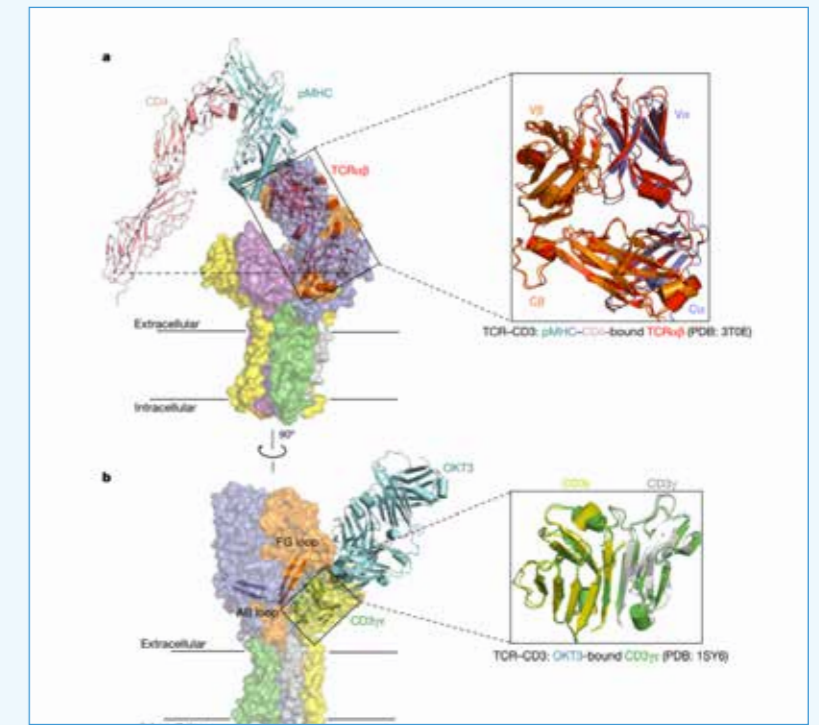 a
CD4
pMHC
TCRαβ
Vβ
Vα
Cβ
Cα
TCR–CD3: pMHC–CD4–bound TCRαβ (PDB: 3T0E)
Extracellular
Intracellular
90°
b
OKT3
FG loop
AB loop
CD3γε
CD3ε
CD3γ
TCR–CD3: OKT3–bound CD3γε (PDB: 1SY6)
Extracellular